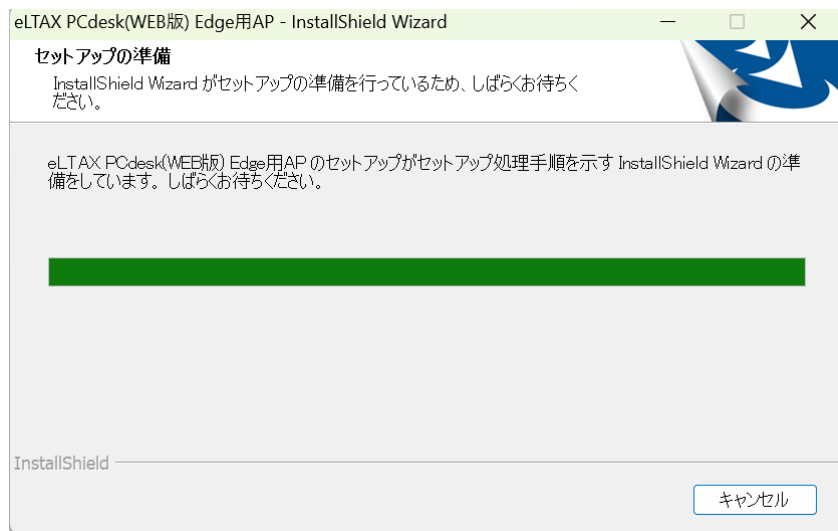 eLTAX PCdesk(WEB版) Edge用AP - InstallShield Wizard
セットアップの準備
InstallShield Wizard がセットアップの準備を行っているため、しばらくお待ちく
ださい。
eLTAX PCdesk(WEB版) Edge用AP のセットアップがセットアップ処理手順を示す InstallShield Wizard の準
備をしています。しばらくお待ちください。
InstallShield
キャンセル